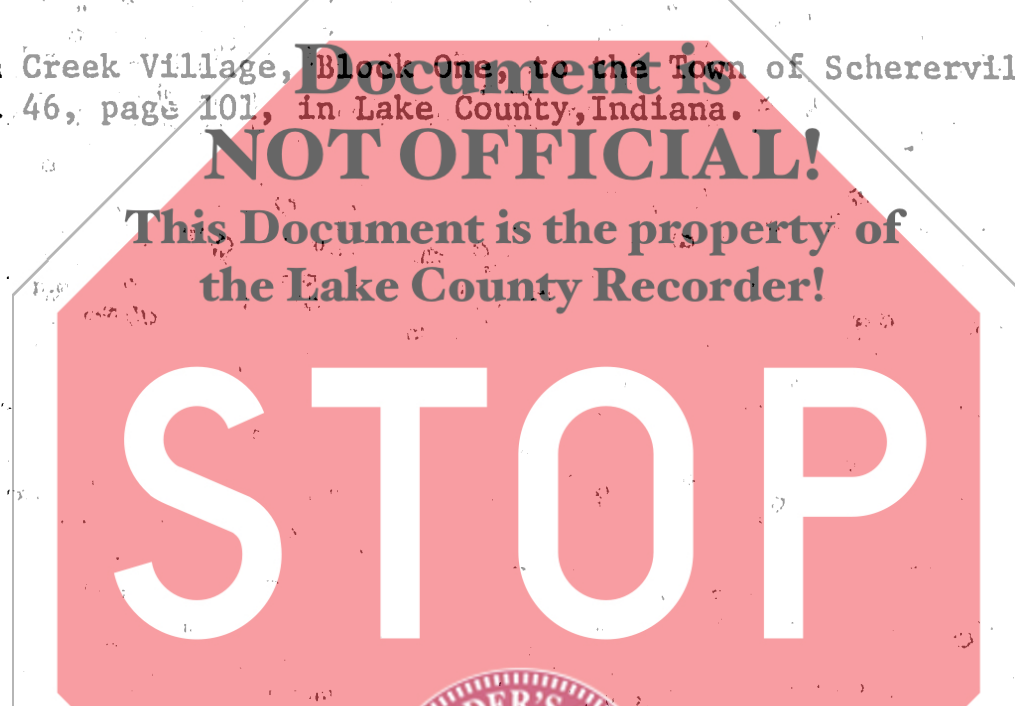 Creek Village, Block One, to the Town of Scherervil
Document is
46, page 101, in Lake County, Indiana.
NOT OFFICIAL!
This Document is the property of
the Lake County Recorder!
STOP
DER'S